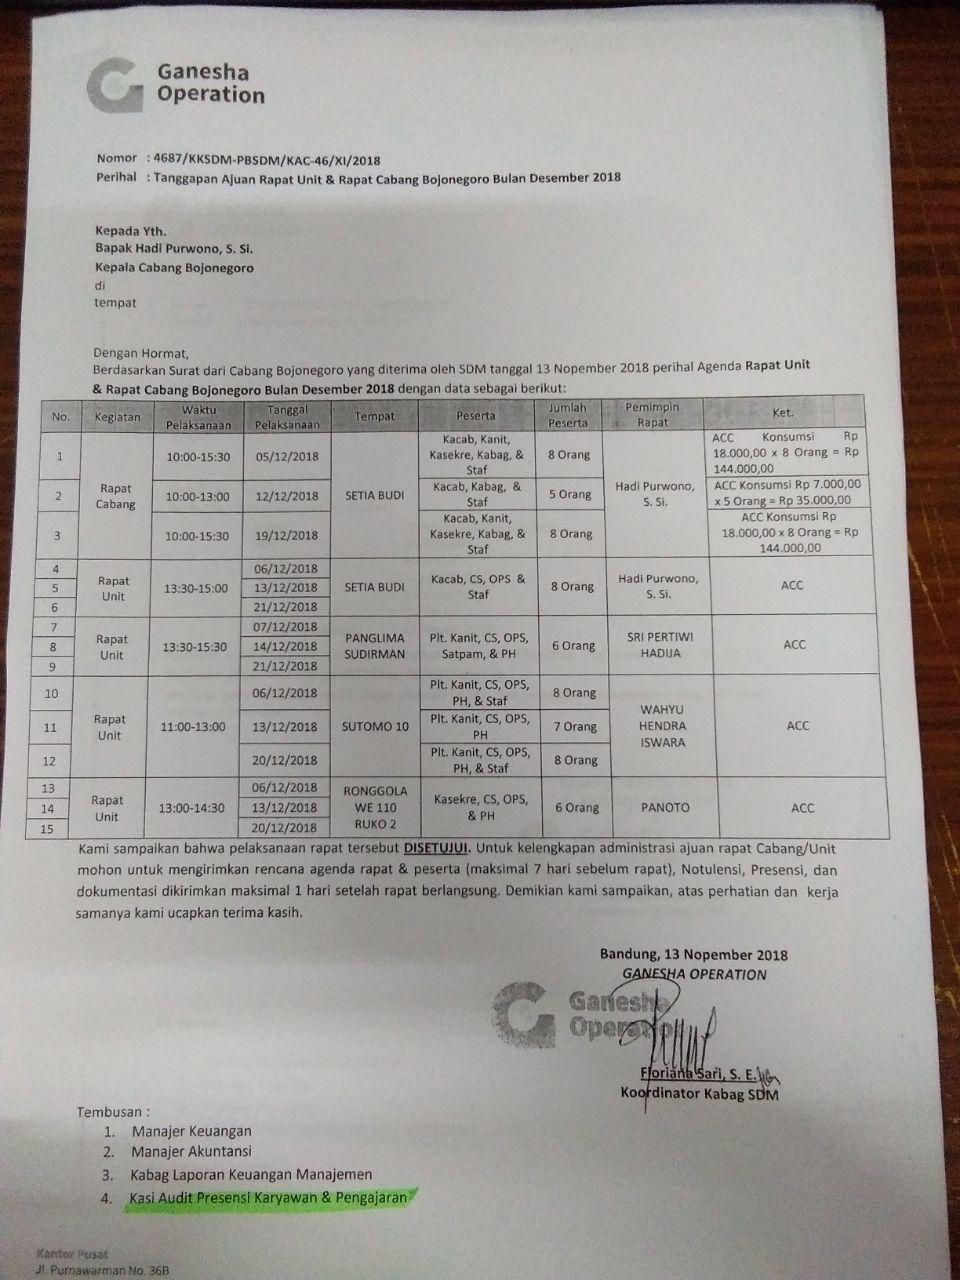 Ganesha
Operation
Nomor : 4687/KKSDM-PBSDM/KAC-46/XI/2018
Perihal : Tanggapan Ajuan Rapat Unit & Rapat Cabang Bojonegoro Bulan Desember 2018
Kepada Yth.
Bapak Hadi Purwono, S. Si.
Kepala Cabang Bojonegoro
di
tempat
Dengan Hormat,
Berdasarkan Surat dari Cabang Bojonegoro yang diterima oleh SDM tanggal 13 Nopember 2018 perihal Agenda Rapat Unit
& Rapat Cabang Bojonegoro Bulan Desember 2018 dengan data sebagai berikut:
No. Kegiatan Waktu Pelaksanaan Tanggal Pelaksanaan Tempat Peserta Jumlah Peserta Pemimpin Rapat Ket.
1 Rapat Cabang 10:00-15:30 05/12/2018 SETIA BUDI Kacab, Kanit, Kasekre, Kabag, & Staf 8 Orang Hadi Purwono, S. Si. ACC Konsumsi Rp 18.000,00 x 8 Orang = Rp 144.000,00
2 10:00-13:00 12/12/2018 Kacab, Kabag, & Staf 5 Orang ACC Konsumsi Rp 7.000,00 x 5 Orang = Rp 35.000,00
3 10:00-15:30 19/12/2018 Kacab, Kanit, Kasekre, Kabag, & Staf 8 Orang ACC Konsumsi Rp 18.000,00 x 8 Orang = Rp 144.000,00
4 Rapat Unit 13:30-15:00 06/12/2018 SETIA BUDI Kacab, CS, OPS & Staf 8 Orang Hadi Purwono, S. Si. ACC
5 13/12/2018
6 21/12/2018
7 Rapat Unit 13:30-15:30 07/12/2018 PANGLIMA SUDIRMAN Plt. Kanit, CS, OPS, Satpam, & PH 6 Orang SRI PERTIWI HADIJA ACC
8 14/12/2018
9 21/12/2018
10 Rapat Unit 11:00-13:00 06/12/2018 SUTOMO 10 Plt. Kanit, CS, OPS, PH, & Staf 8 Orang WAHYU HENDRA ISWARA ACC
11 13/12/2018 Plt. Kanit, CS, OPS, PH 7 Orang
12 20/12/2018 Plt. Kanit, CS, OPS, PH, & Staf 8 Orang
13 Rapat Unit 13:00-14:30 06/12/2018 RONGGOLA WE 110 RUKO 2 Kasekre, CS, OPS, & PH 6 Orang PANOTO ACC
14 13/12/2018
15 20/12/2018
Kami sampaikan bahwa pelaksanaan rapat tersebut DISETUJUI. Untuk kelengkapan administrasi ajuan rapat Cabang/Unit
mohon untuk mengirimkan rencana agenda rapat & peserta (maksimal 7 hari sebelum rapat), Notulensi, Presensi, dan
dokumentasi dikirimkan maksimal 1 hari setelah rapat berlangsung. Demikian kami sampaikan, atas perhatian dan kerja
samanya kami ucapkan terima kasih.
Bandung, 13 Nopember 2018
GANESHA OPERATION
Ganesha
Operation
Floriana Sari, S. E.
Koordinator Kabag SDM
Tembusan :
1. Manajer Keuangan
2. Manajer Akuntansi
3. Kabag Laporan Keuangan Manajemen
4. Kasi Audit Presensi Karyawan & Pengajaran
Kantor Pusat
Jl. Purnawarman No. 36B